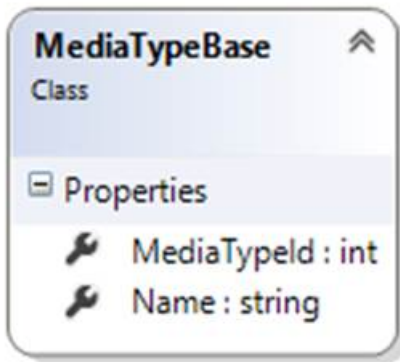 MediaTypeBase
Class
Properties
MediaTypeId : int
Name : string